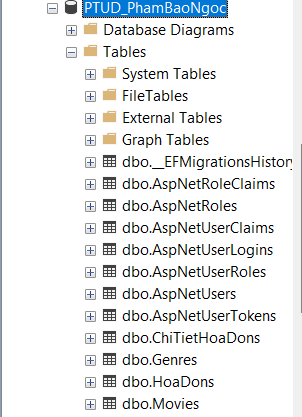 PTUD_PhamBaoNgoc
Database Diagrams
Tables
System Tables
FileTables
External Tables
Graph Tables
dbo.__EFMigrationsHistory
dbo.AspNetRoleClaims
dbo.AspNetRoles
dbo.AspNetUserClaims
dbo.AspNetUserLogins
dbo.AspNetUserRoles
dbo.AspNetUsers
dbo.AspNetUserTokens
dbo.ChiTietHoaDons
dbo.Genres
dbo.HoaDons
dbo.Movies